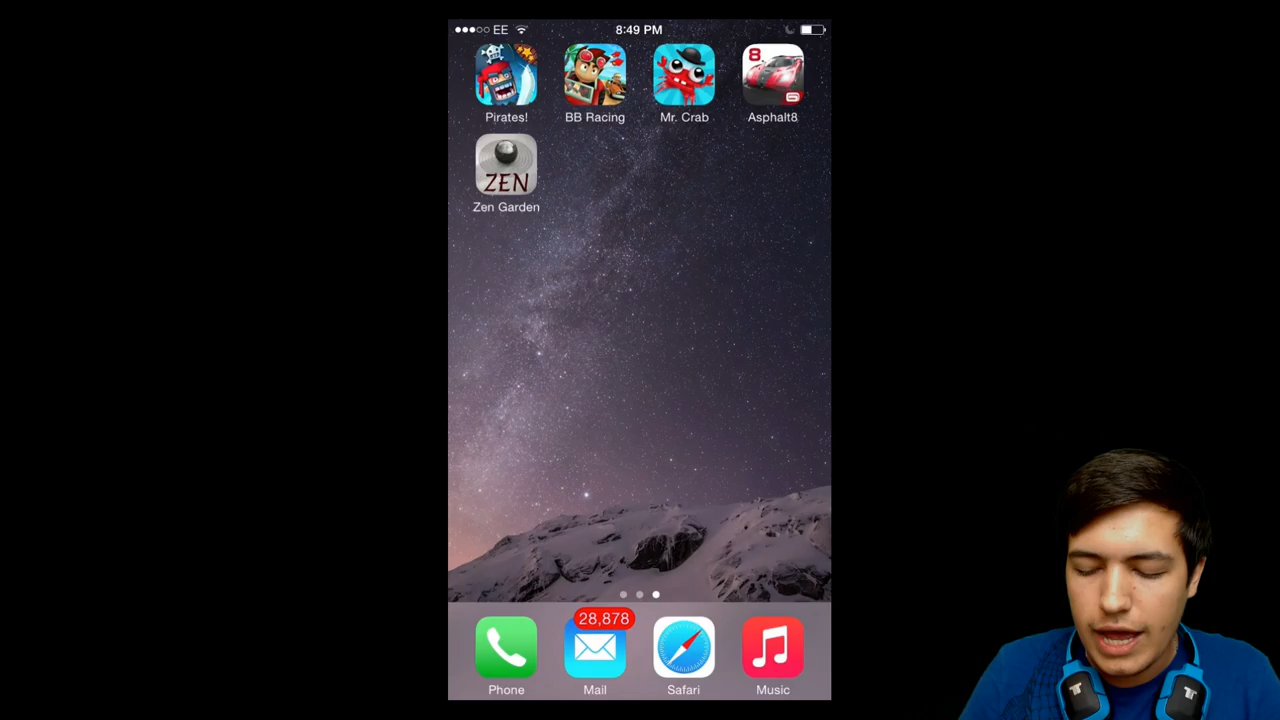 EE 8:49 PM
8
Pirates! BB Racing Mr. Crab Asphalt8
ZEN
Zen Garden
28,878
Phone Mail Safari Music